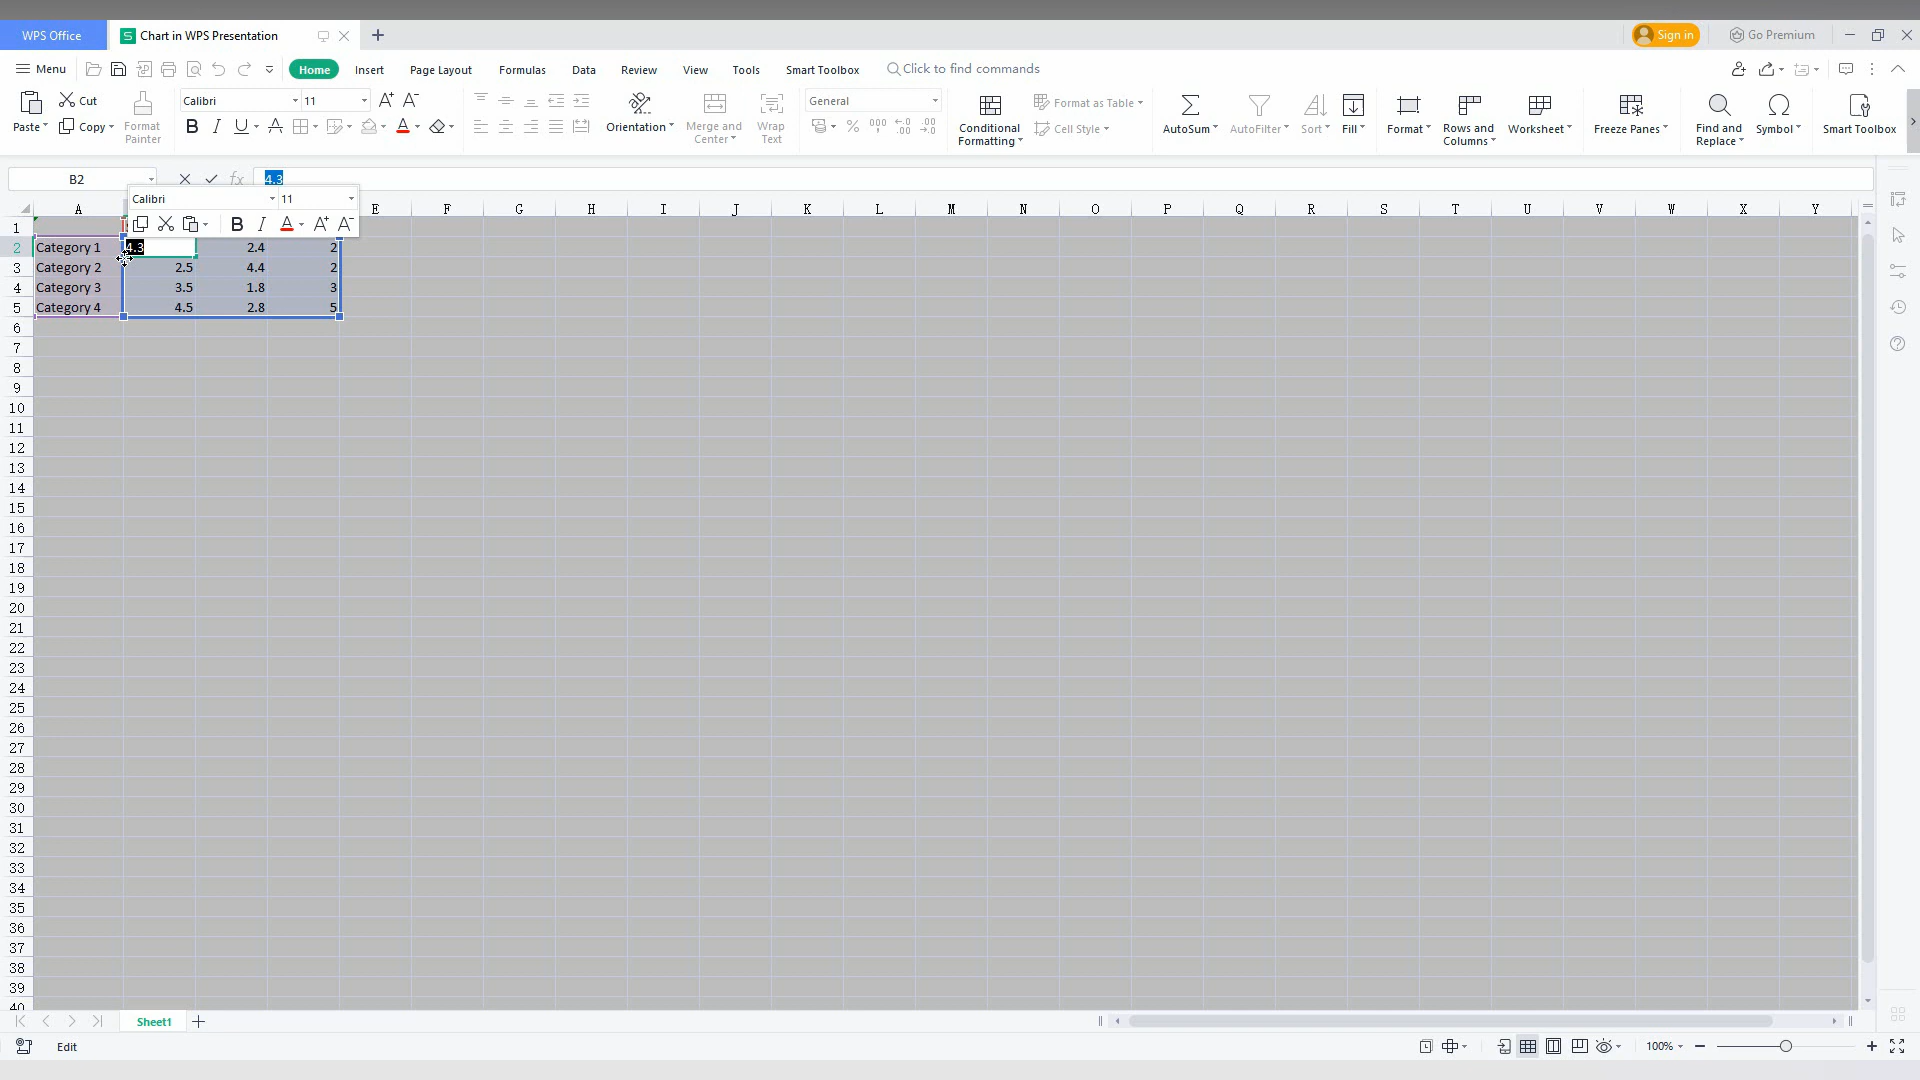 WPS Office
Chart in WPS Presentation
Sign in
Go Premium
Menu
Home
Insert
Page Layout
Formulas
Data
Review
View
Tools
Smart Toolbox
Click to find commands
Paste
Cut
Copy
Format Painter
Calibri
11
Orientation
Merge and Center
Wrap Text
General
Conditional Formatting
Format as Table
Cell Style
AutoSum
AutoFilter
Sort
Fill
Format
Rows and Columns
Worksheet
Freeze Panes
Find and Replace
Symbol
Smart Toolbox
B2
4.3
Calibri
11
A E F G H I J K L M N O P Q R S T U V W X Y
1
2 Category 1 4.3 2.4 2
3 Category 2 2.5 4.4 2
4 Category 3 3.5 1.8 3
5 Category 4 4.5 2.8 5
6
7
8
9
10
11
12
13
14
15
16
17
18
19
20
21
22
23
24
25
26
27
28
29
30
31
32
33
34
35
36
37
38
39
40
Sheet1
Edit
100%